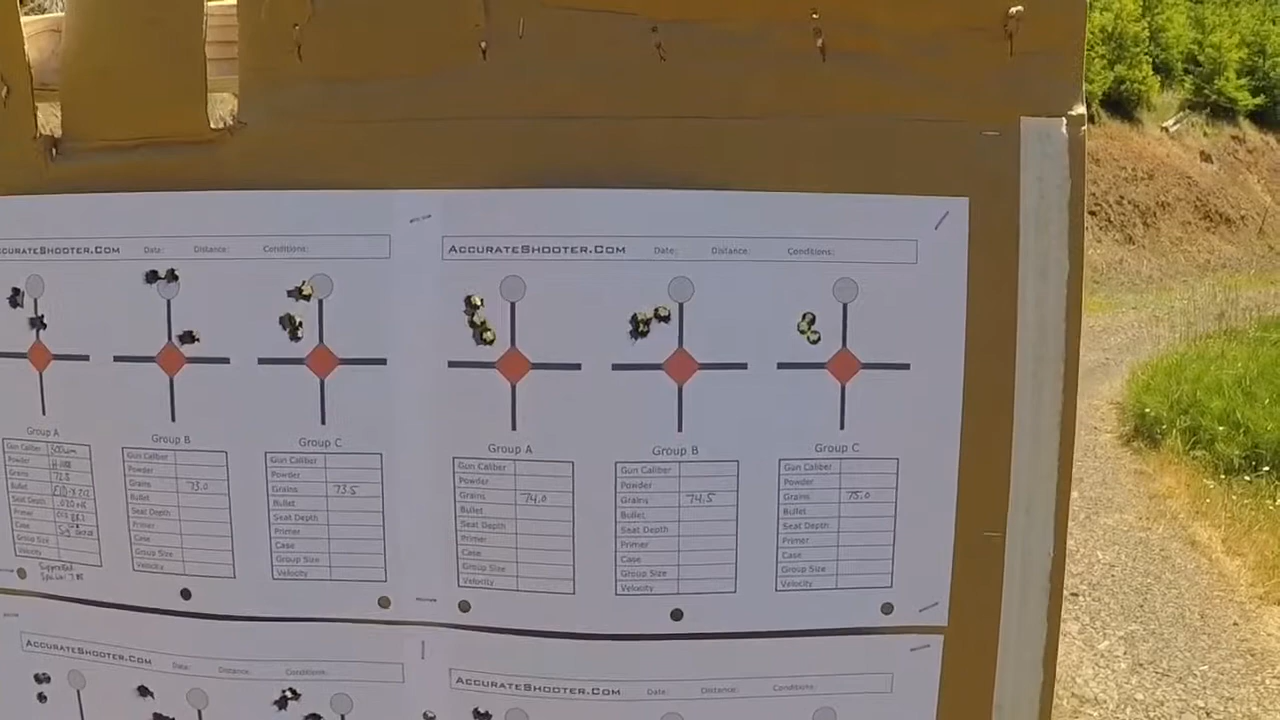 CCURATESHOOTER.COM Date: Distance: Conditions:
Group A
Gun Caliber 300wm
Powder
Grains 72.5
Bullet
Seat Depth
Primer
Case
Group Size
Velocity
Suppressed
Group B
Gun Caliber
Powder
Grains 73.0
Bullet
Seat Depth
Primer
Case
Group Size
Velocity
Group C
Gun Caliber
Powder
Grains 73.5
Bullet
Seat Depth
Primer
Case
Group Size
Velocity
ACCURATESHOOTER.COM Date: Distance: Conditions:
Group A
Gun Caliber
Powder
Grains 74.0
Bullet
Seat Depth
Primer
Case
Group Size
Velocity
Group B
Gun Caliber
Powder
Grains 74.5
Bullet
Seat Depth
Primer
Case
Group Size
Velocity
Group C
Gun Caliber
Powder
Grains 75.0
Bullet
Seat Depth
Primer
Case
Group Size
Velocity
ACCURATESHOOTER.COM Date: Distance: Conditions:
ACCURATESHOOTER.COM Date: Distance: Conditions: